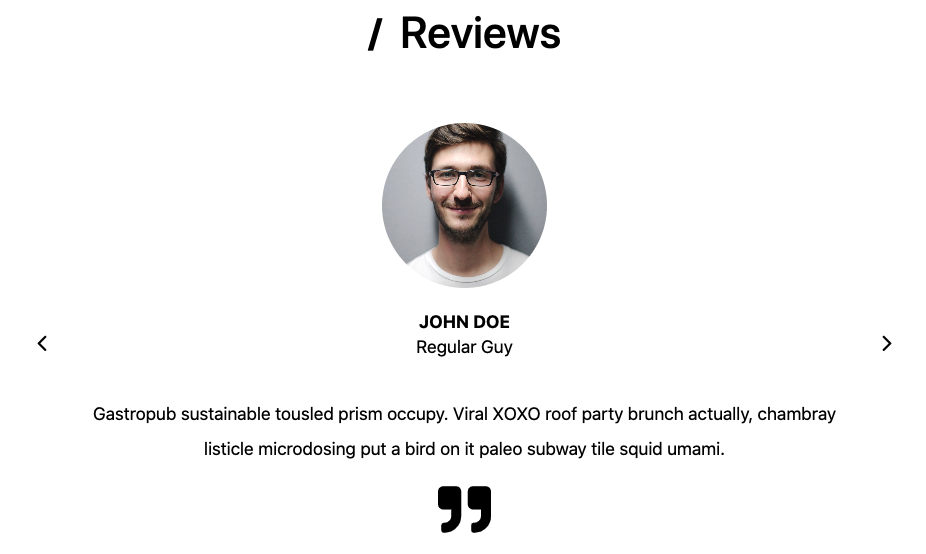 / Reviews
JOHN DOE
Regular Guy
Gastropub sustainable tousled prism occupy. Viral XOXO roof party brunch actually, chambray
listicle microdosing put a bird on it paleo subway tile squid umami.
”